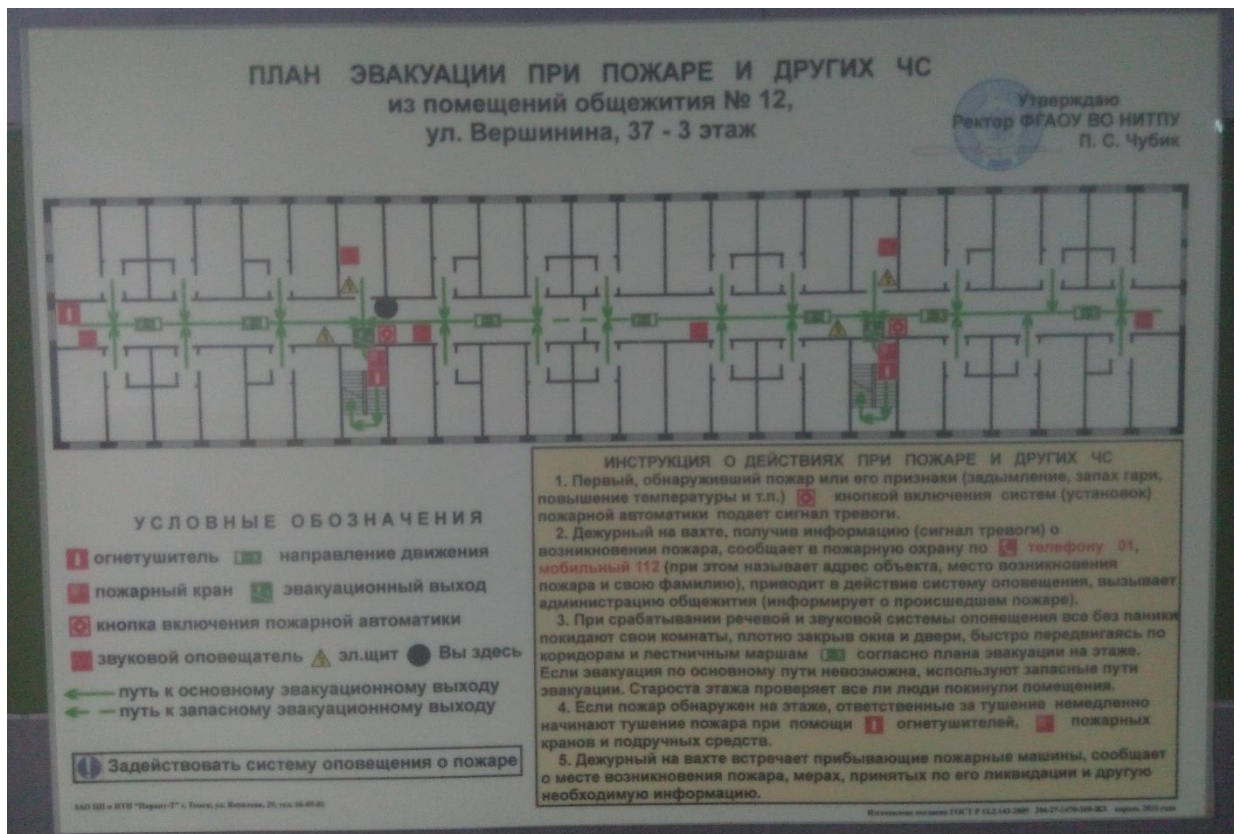 ПЛАН ЭВАКУАЦИИ ПРИ ПОЖАРЕ И ДРУГИХ ЧС
из помещений общежития № 12,
ул. Вершинина, 37 - 3 этаж
Утверждаю
Ректор ФГАОУ ВО НИТПУ
П. С. Чубик
УСЛОВНЫЕ ОБОЗНАЧЕНИЯ
огнетушитель направление движения
пожарный кран эвакуационный выход
кнопка включения пожарной автоматики
звуковой оповещатель эл.щит Вы здесь
путь к основному эвакуационному выходу
путь к запасному эвакуационному выходу
Задействовать систему оповещения о пожаре
ИНСТРУКЦИЯ О ДЕЙСТВИЯХ ПРИ ПОЖАРЕ И ДРУГИХ ЧС
1. Первый, обнаруживший пожар или его признаки (задымление, запах гари,
повышение температуры и т.п.) кнопкой включения систем (установок)
пожарной автоматики подает сигнал тревоги.
2. Дежурный на вахте, получив информацию (сигнал тревоги) о
возникновении пожара, сообщает в пожарную охрану по телефону 01,
мобильный 112 (при этом называет адрес объекта, место возникновения
пожара и свою фамилию), приводит в действие систему оповещения, вызывает
администрацию общежития (информирует о происшедшем пожаре).
3. При срабатывании речевой и звуковой системы оповещения все без паники
покидают свои комнаты, плотно закрыв окна и двери, быстро передвигаясь по
коридорам и лестничным маршам согласно плана эвакуации на этаже.
Если эвакуация по основному пути невозможна, используют запасные пути
эвакуации. Староста этажа проверяет все ли люди покинули помещения.
4. Если пожар обнаружен на этаже, ответственные за тушение немедленно
начинают тушение пожара при помощи огнетушителей, пожарных
кранов и подручных средств.
5. Дежурный на вахте встречает прибывающие пожарные машины, сообщает
о месте возникновения пожара, мерах, принятых по его ликвидации и другую
необходимую информацию.